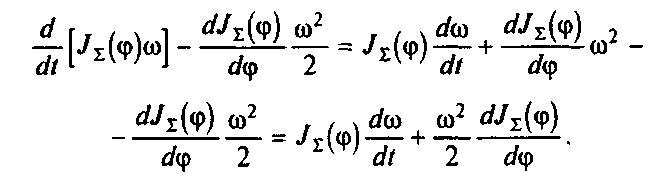 d/dt [J_Σ(φ)ω] − dJ_Σ(φ)/dφ ω²/2 = J_Σ(φ) dω/dt + dJ_Σ(φ)/dφ ω² −
− dJ_Σ(φ)/dφ ω²/2 = J_Σ(φ) dω/dt + ω²/2 dJ_Σ(φ)/dφ.